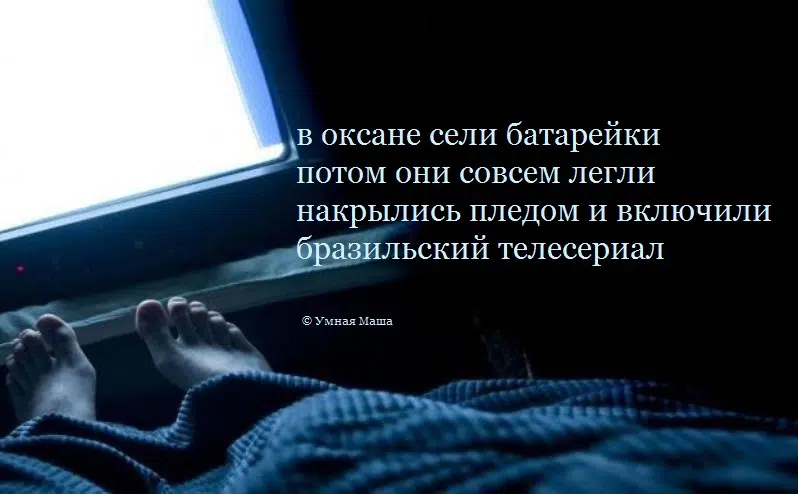 в оксане сели батарейки
потом они совсем легли
накрылись пледом и включили
бразильский телесериал
© Умная Маша